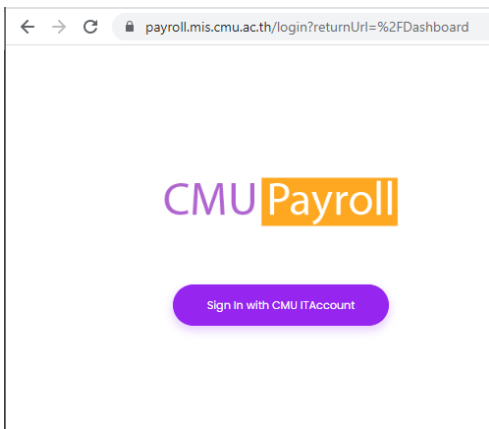 payroll.mis.cmu.ac.th/login?returnUrl=%2FDashboard
CMU Payroll
Sign In with CMU ITAccount